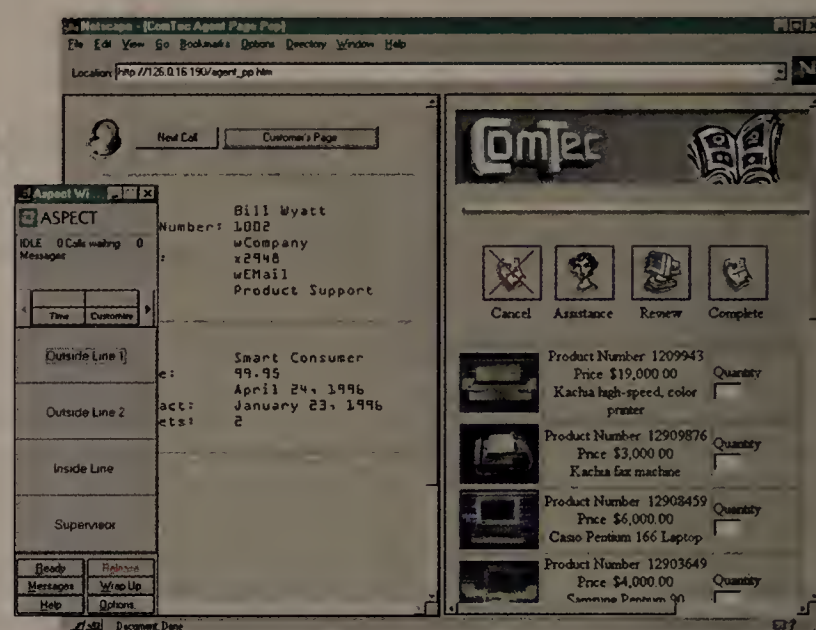 Netscape - [ComTec Agent Page Pop]
File Edit View Go Bookmarks Options Directory Window Help
Location: http://126.0.16.190/agent_pp.htm
N
Next Call
Customer's Page
Bill Wyatt
Number: 1002
wCompany
: x2948
wEMail
Product Support
e: Smart Consumer
99.95
April 24, 1996
act: January 23, 1996
ets: 2
Aspect Wi
ASPECT
IDLE 0 Calls waiting 0
Messages
Time Customize
Outside Line 1
Outside Line 2
Inside Line
Supervisor
Ready Release
Messages Wrap Up
Help Options
Document: Done
ComTec
Cancel Assistance Review Complete
Product Number 1209943
Price $19,000.00
Kachia high-speed, color
printer
Quantity
Product Number 12909876
Price $3,000.00
Kachia fax machine
Quantity
Product Number 12908459
Price $6,000.00
Casio Pentium 166 Laptop
Quantity
Product Number 12903649
Price $4,000.00
Samsung Pentium 90
Quantity